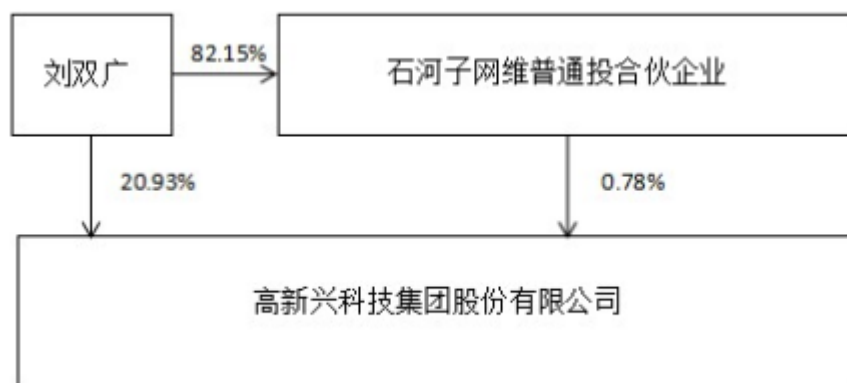 刘双广
82.15%
石河子网维普通投合伙企业
20.93%
0.78%
高新兴科技集团股份有限公司